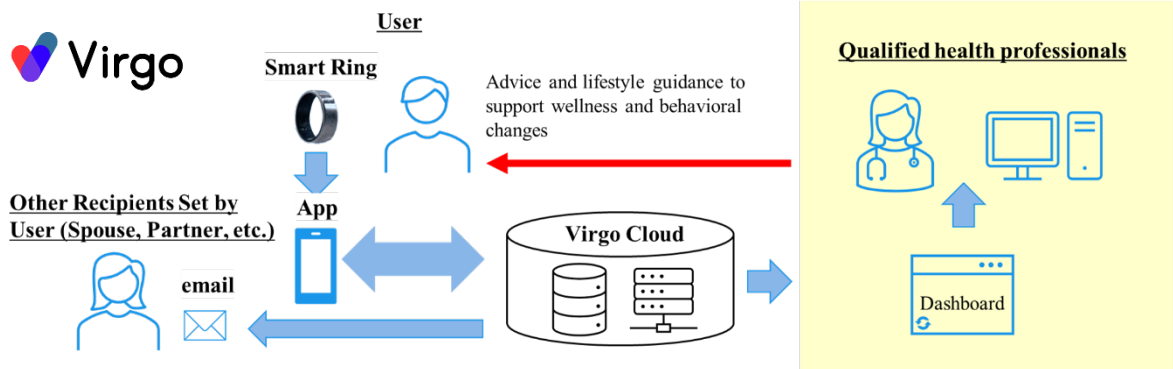 Virgo
User
Smart Ring
Advice and lifestyle guidance to
support wellness and behavioral
changes
Other Recipients Set by
User (Spouse, Partner, etc.)
App
email
Virgo Cloud
Qualified health professionals
Dashboard